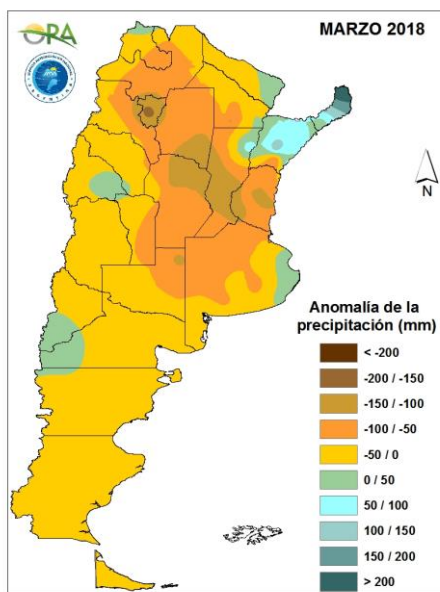 ORA
MARZO 2018
N
Anomalía de la
precipitación (mm)
< -200
-200 / -150
-150 / -100
-100 / -50
-50 / 0
0 / 50
50 / 100
100 / 150
150 / 200
> 200